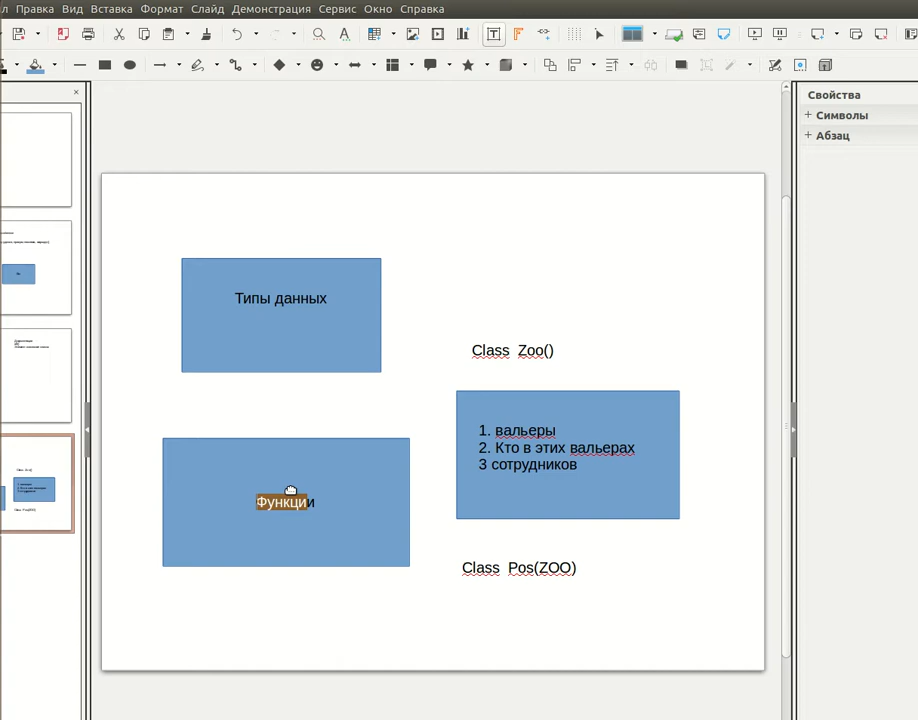 л Правка Вид Вставка Формат Слайд Демонстрация Сервис Окно Справка
Свойства
Символы
Абзац
Типы данных
Class Zoo()
1. вальеры
2. Кто в этих вальерах
3 сотрудников
Функции
Class Pos(ZOO)